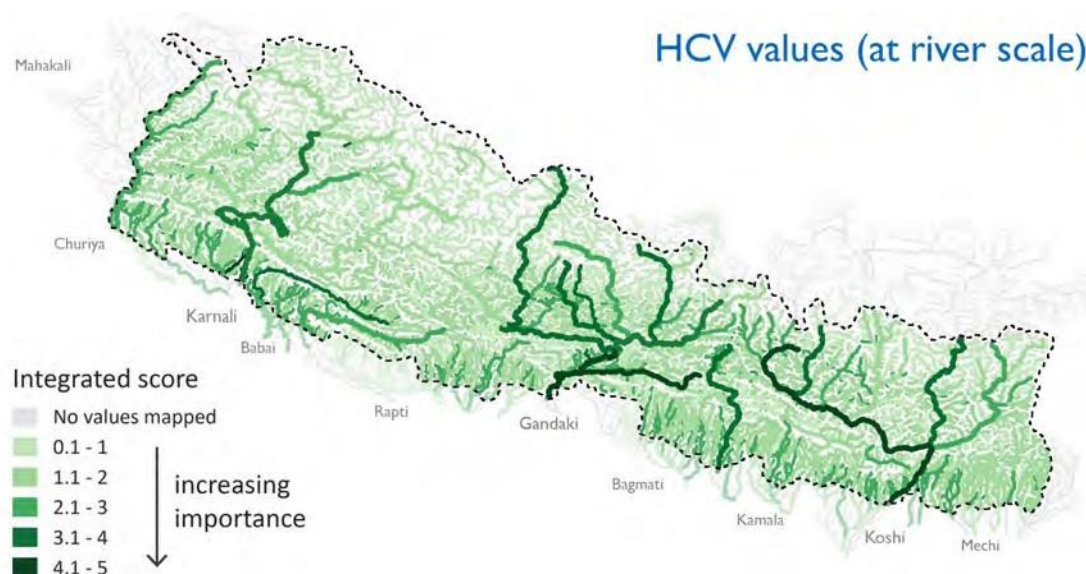 HCV values (at river scale)
Mahakali
Churiya
Karnali
Babai
Rapti
Gandaki
Bagmati
Kamala
Koshi
Mechi
Integrated score
No values mapped
0.1 - 1
1.1 - 2
2.1 - 3
3.1 - 4
4.1 - 5
increasing
importance